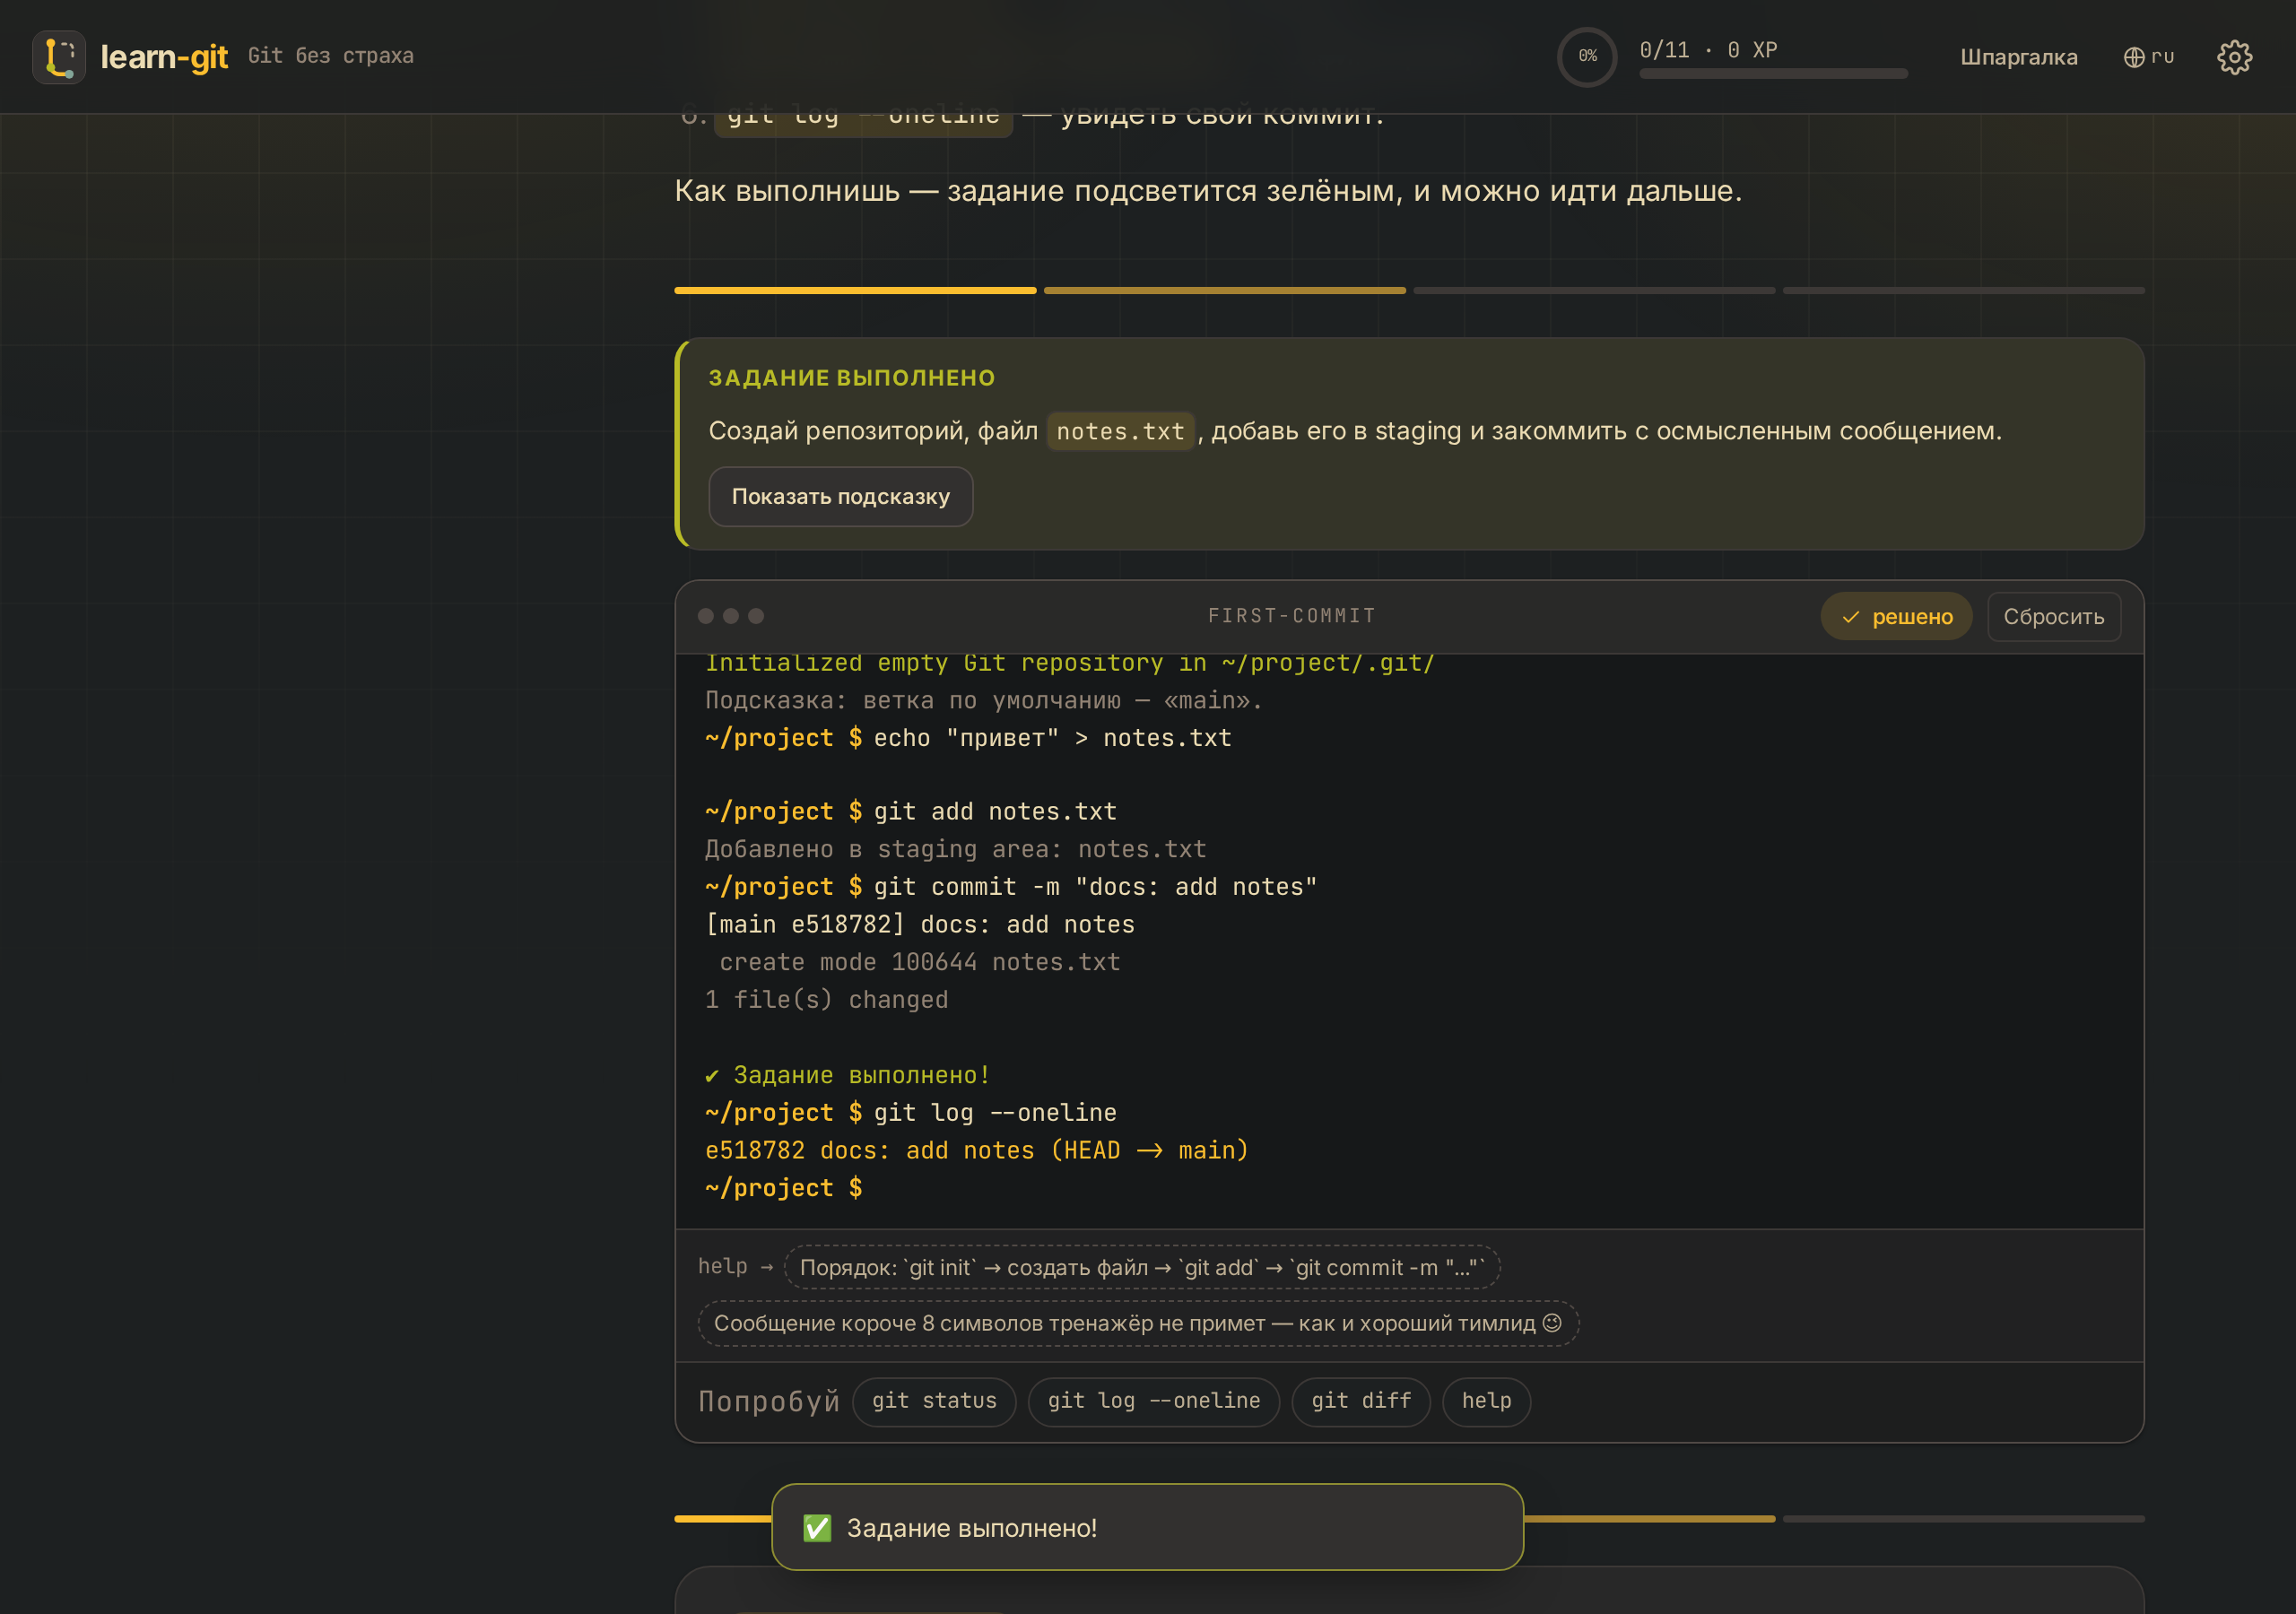 learn-git Git без страха
0%
0/11 · 0 XP
Шпаргалка
ru
6. git log --oneline — увидеть свой коммит.
Как выполнишь — задание подсветится зелёным, и можно идти дальше.
ЗАДАНИЕ ВЫПОЛНЕНО
Создай репозиторий, файл notes.txt, добавь его в staging и закоммить с осмысленным сообщением.
Показать подсказку
FIRST-COMMIT
✓ решено
Сбросить
Initialized empty Git repository in ~/project/.git/
Подсказка: ветка по умолчанию — «main».
~/project $ echo "привет" > notes.txt
~/project $ git add notes.txt
Добавлено в staging area: notes.txt
~/project $ git commit -m "docs: add notes"
[main e518782] docs: add notes
create mode 100644 notes.txt
1 file(s) changed
✔ Задание выполнено!
~/project $ git log --oneline
e518782 docs: add notes (HEAD -> main)
~/project $
help → Порядок: `git init` → создать файл → `git add` → `git commit -m "…"`
Сообщение короче 8 символов тренажёр не примет — как и хороший тимлид 😉
Попробуй git status git log --oneline git diff help
✅ Задание выполнено!